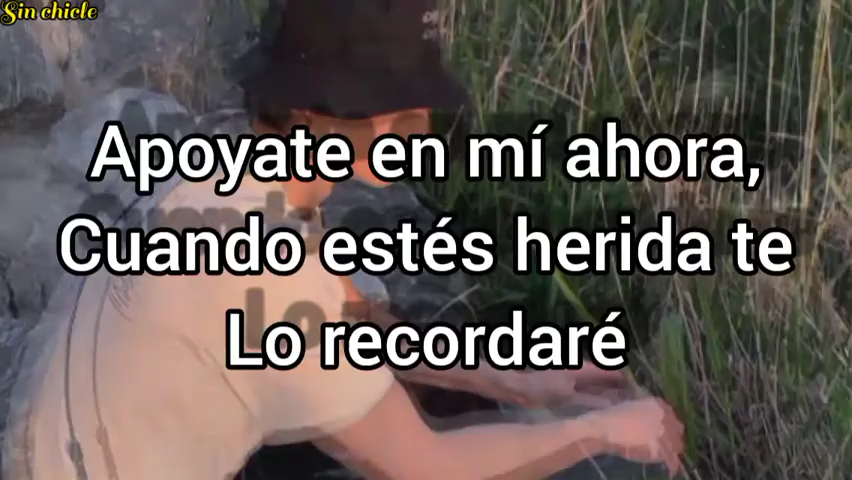 Sin chicle
Apoyate en mí ahora,
Cuando estés herida te
Lo recordaré